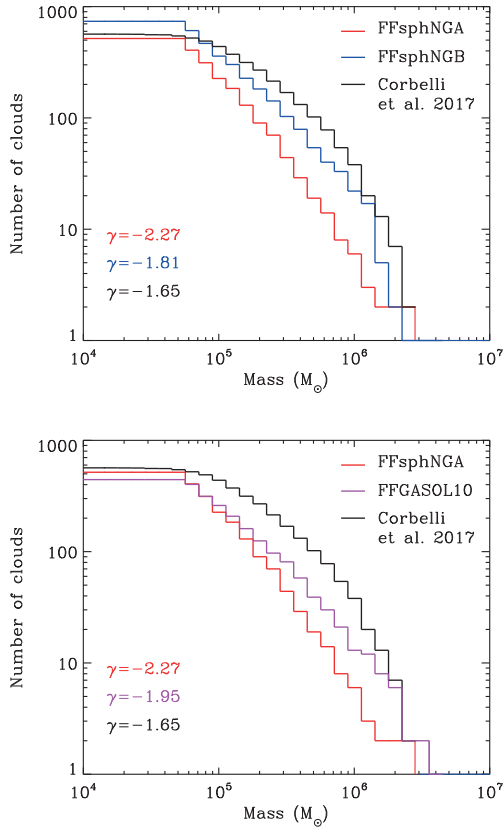 1000
100
10
1
Number of clouds
FFsphNGA
FFsphNGB
Corbelli
et al. 2017
γ=−2.27
γ=−1.81
γ=−1.65
10⁴
10⁵
10⁶
10⁷
Mass (M☉)
1000
100
10
1
Number of clouds
FFsphNGA
FFGASOL10
Corbelli
et al. 2017
γ=−2.27
γ=−1.95
γ=−1.65
10⁴
10⁵
10⁶
10⁷
Mass (M☉)